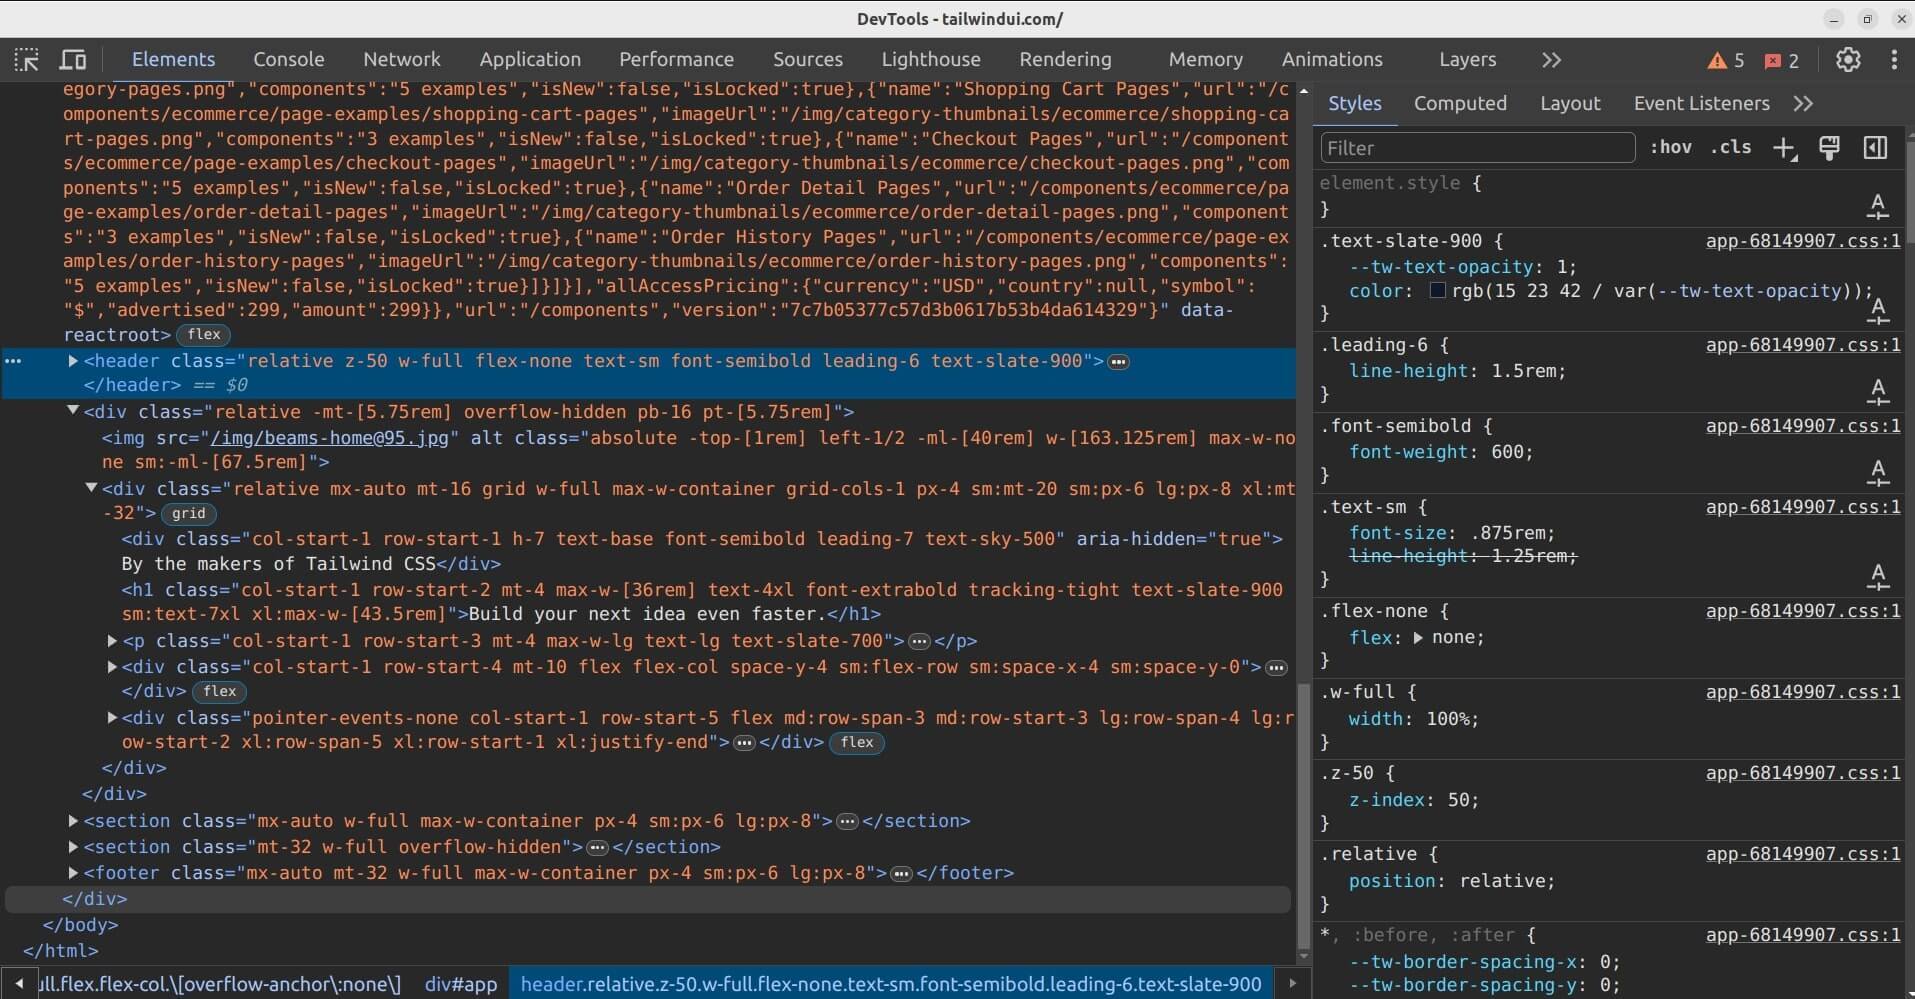 DevTools - tailwindui.com/
Elements Console Network Application Performance Sources Lighthouse Rendering Memory Animations Layers 5 2
egory-pages.png","components":"5 examples","isNew":false,"isLocked":true},{"name":"Shopping Cart Pages","url":"/c
omponents/ecommerce/page-examples/shopping-cart-pages","imageUrl":"/img/category-thumbnails/ecommerce/shopping-ca
rt-pages.png","components":"3 examples","isNew":false,"isLocked":true},{"name":"Checkout Pages","url":"/component
s/ecommerce/page-examples/checkout-pages","imageUrl":"/img/category-thumbnails/ecommerce/checkout-pages.png","com
ponents":"5 examples","isNew":false,"isLocked":true},{"name":"Order Detail Pages","url":"/components/ecommerce/pa
ge-examples/order-detail-pages","imageUrl":"/img/category-thumbnails/ecommerce/order-detail-pages.png","component
s":"3 examples","isNew":false,"isLocked":true},{"name":"Order History Pages","url":"/components/ecommerce/page-ex
amples/order-history-pages","imageUrl":"/img/category-thumbnails/ecommerce/order-history-pages.png","components":
"5 examples","isNew":false,"isLocked":true}]}]}],"allAccessPricing":{"currency":"USD","country":null,"symbol":
"$","advertised":299,"amount":299}},"url":"/components","version":"7c7b05377c57d3b0617b53b4da614329"}" data-
reactroot> flex
<header class="relative z-50 w-full flex-none text-sm font-semibold leading-6 text-slate-900">
</header> == $0
<div class="relative -mt-[5.75rem] overflow-hidden pb-16 pt-[5.75rem]">
<img src="/img/beams-home@95.jpg" alt class="absolute -top-[1rem] left-1/2 -ml-[40rem] w-[163.125rem] max-w-no
ne sm:-ml-[67.5rem]">
<div class="relative mx-auto mt-16 grid w-full max-w-container grid-cols-1 px-4 sm:mt-20 sm:px-6 lg:px-8 xl:mt
-32"> grid
<div class="col-start-1 row-start-1 h-7 text-base font-semibold leading-7 text-sky-500" aria-hidden="true">
By the makers of Tailwind CSS</div>
<h1 class="col-start-1 row-start-2 mt-4 max-w-[36rem] text-4xl font-extrabold tracking-tight text-slate-900
sm:text-7xl xl:max-w-[43.5rem]">Build your next idea even faster.</h1>
<p class="col-start-1 row-start-3 mt-4 max-w-lg text-lg text-slate-700"></p>
<div class="col-start-1 row-start-4 mt-10 flex flex-col space-y-4 sm:flex-row sm:space-x-4 sm:space-y-0">
</div> flex
<div class="pointer-events-none col-start-1 row-start-5 flex md:row-span-3 md:row-start-3 lg:row-span-4 lg:r
ow-start-2 xl:row-span-5 xl:row-start-1 xl:justify-end"></div> flex
</div>
</div>
<section class="mx-auto w-full max-w-container px-4 sm:px-6 lg:px-8"></section>
<section class="mt-32 w-full overflow-hidden"></section>
<footer class="mx-auto mt-32 w-full max-w-container px-4 sm:px-6 lg:px-8"></footer>
</div>
</body>
</html>
ull.flex.flex-col.\[overflow-anchor\:none\] div#app header.relative.z-50.w-full.flex-none.text-sm.font-semibold.leading-6.text-slate-900
Styles Computed Layout Event Listeners
Filter :hov .cls
element.style {
}
.text-slate-900 { app-68149907.css:1
--tw-text-opacity: 1;
color: rgb(15 23 42 / var(--tw-text-opacity));
}
.leading-6 { app-68149907.css:1
line-height: 1.5rem;
}
.font-semibold { app-68149907.css:1
font-weight: 600;
}
.text-sm { app-68149907.css:1
font-size: .875rem;
line-height: 1.25rem;
}
.flex-none { app-68149907.css:1
flex: none;
}
.w-full { app-68149907.css:1
width: 100%;
}
.z-50 { app-68149907.css:1
z-index: 50;
}
.relative { app-68149907.css:1
position: relative;
}
*, :before, :after { app-68149907.css:1
--tw-border-spacing-x: 0;
--tw-border-spacing-y: 0;